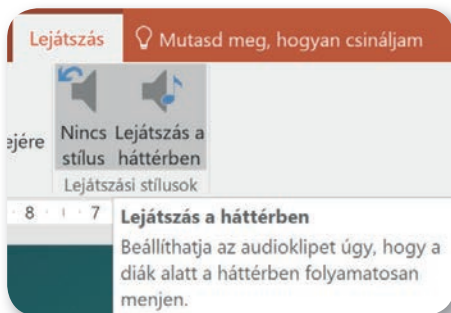 Lejátszás Mutasd meg, hogyan csináljam
ejére Nincs stílus Lejátszás a háttérben
Lejátszási stílusok
8 7
Lejátszás a háttérben
Beállíthatja az audioklipet úgy, hogy a
diák alatt a háttérben folyamatosan
menjen.